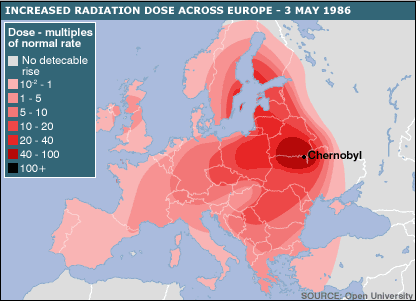 INCREASED RADIATION DOSE ACROSS EUROPE - 3 MAY 1986
Dose - multiples
of normal rate
No detecable
rise
10⁻² - 1
1 - 5
5 - 10
10 - 20
20 - 40
40 - 100
100+
Chernobyl
SOURCE: Open University